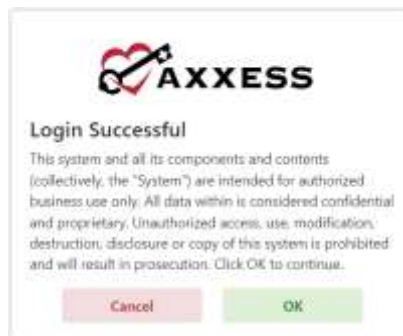 AXXESS
Login Successful
This system and all its components and contents
(collectively, the "System") are intended for authorized
business use only. All data within is considered confidential
and proprietary. Unauthorized access, use, modification,
destruction, disclosure or copy of this system is prohibited
and will result in prosecution. Click OK to continue.
Cancel
OK